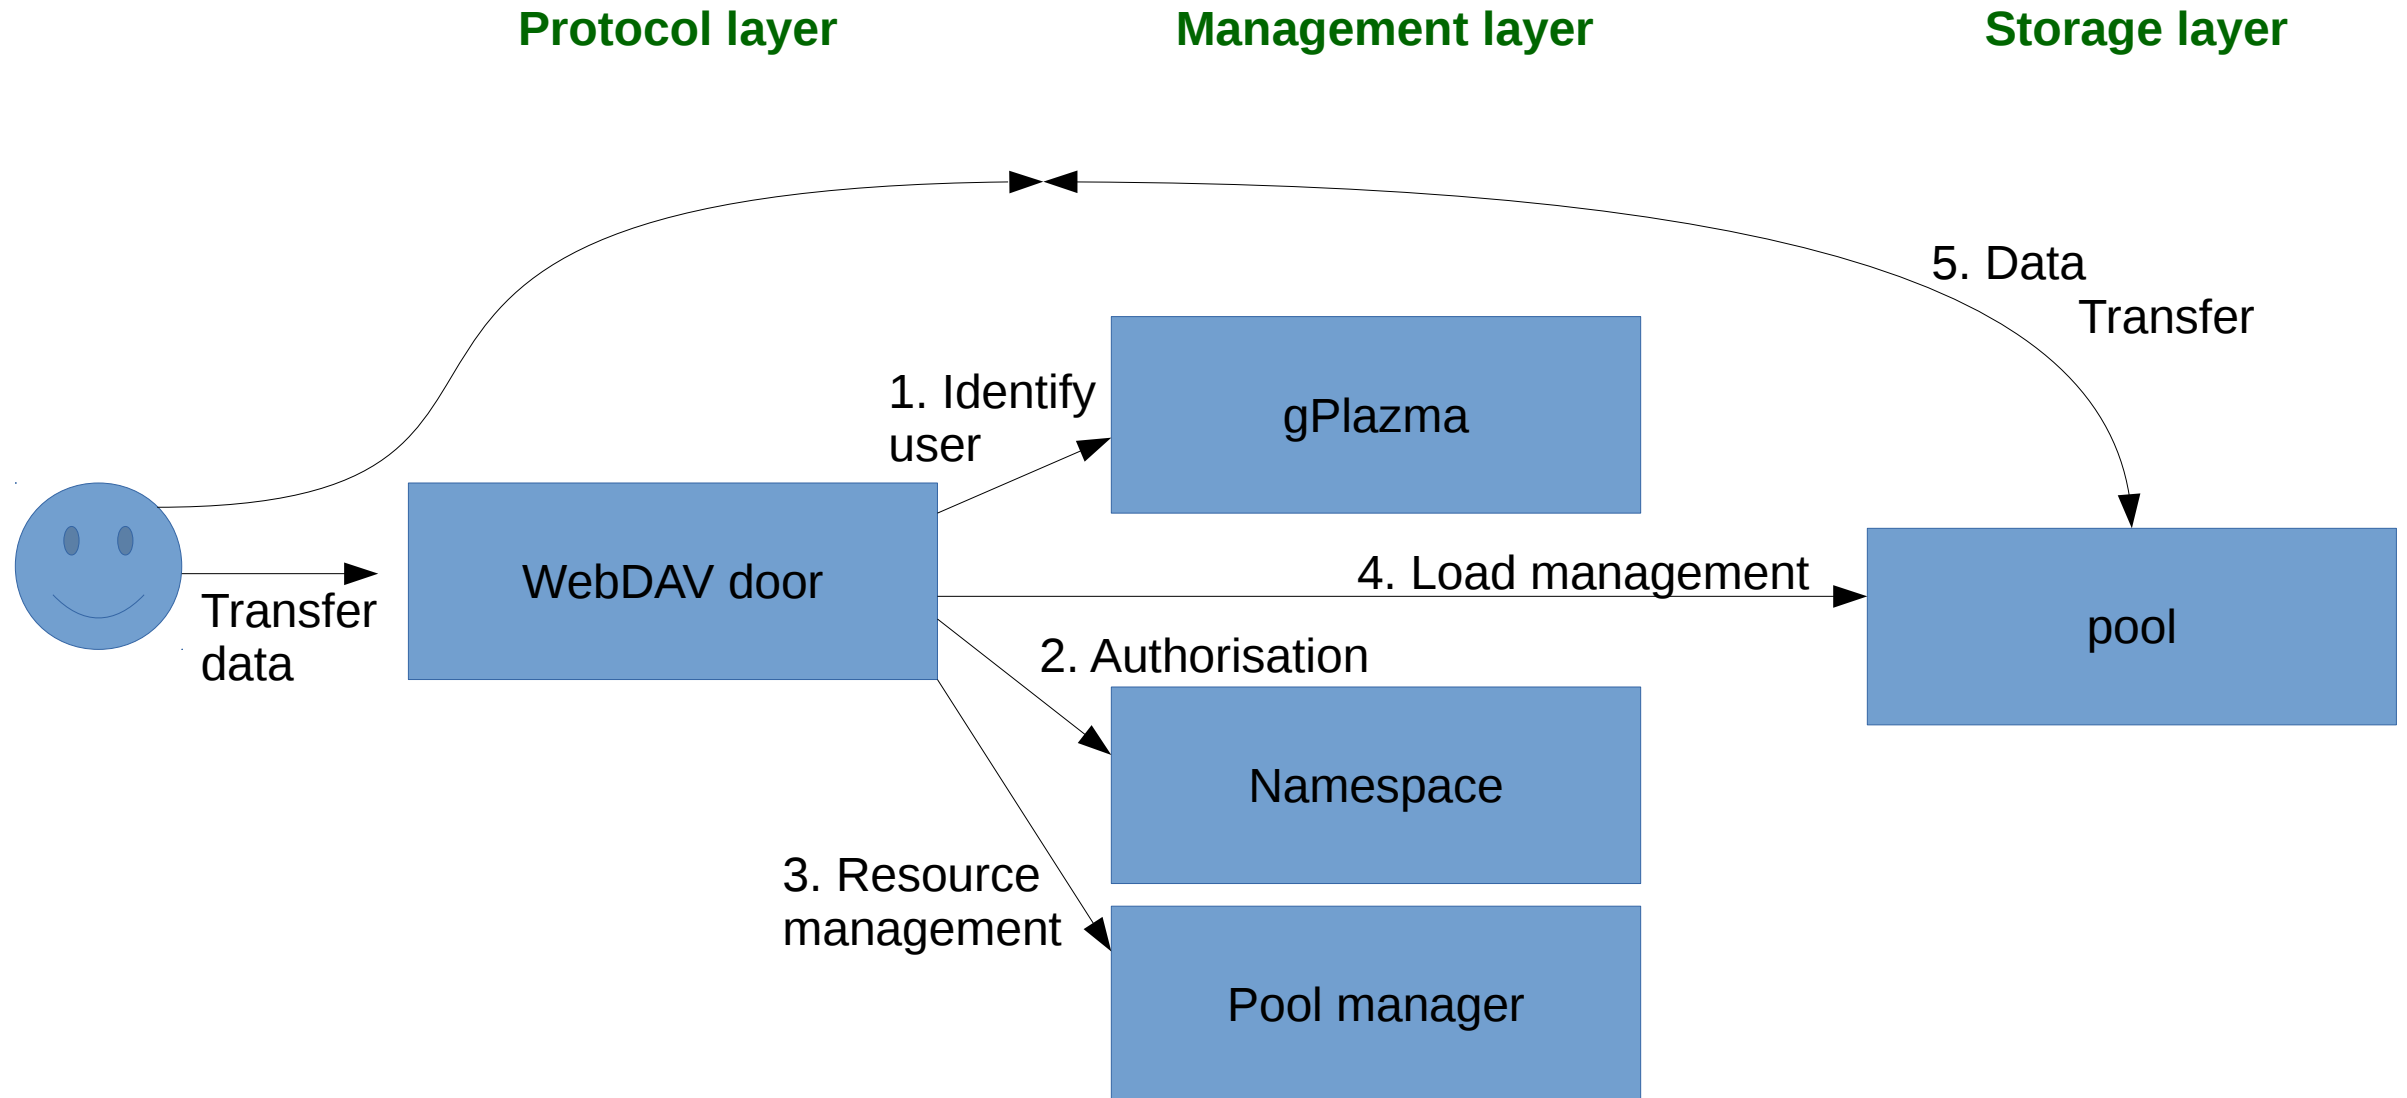 Protocol layer
Management layer
Storage layer
5. Data
Transfer
1. Identify
user
gPlazma
WebDAV door
4. Load management
Transfer
data
pool
2. Authorisation
Namespace
3. Resource
management
Pool manager